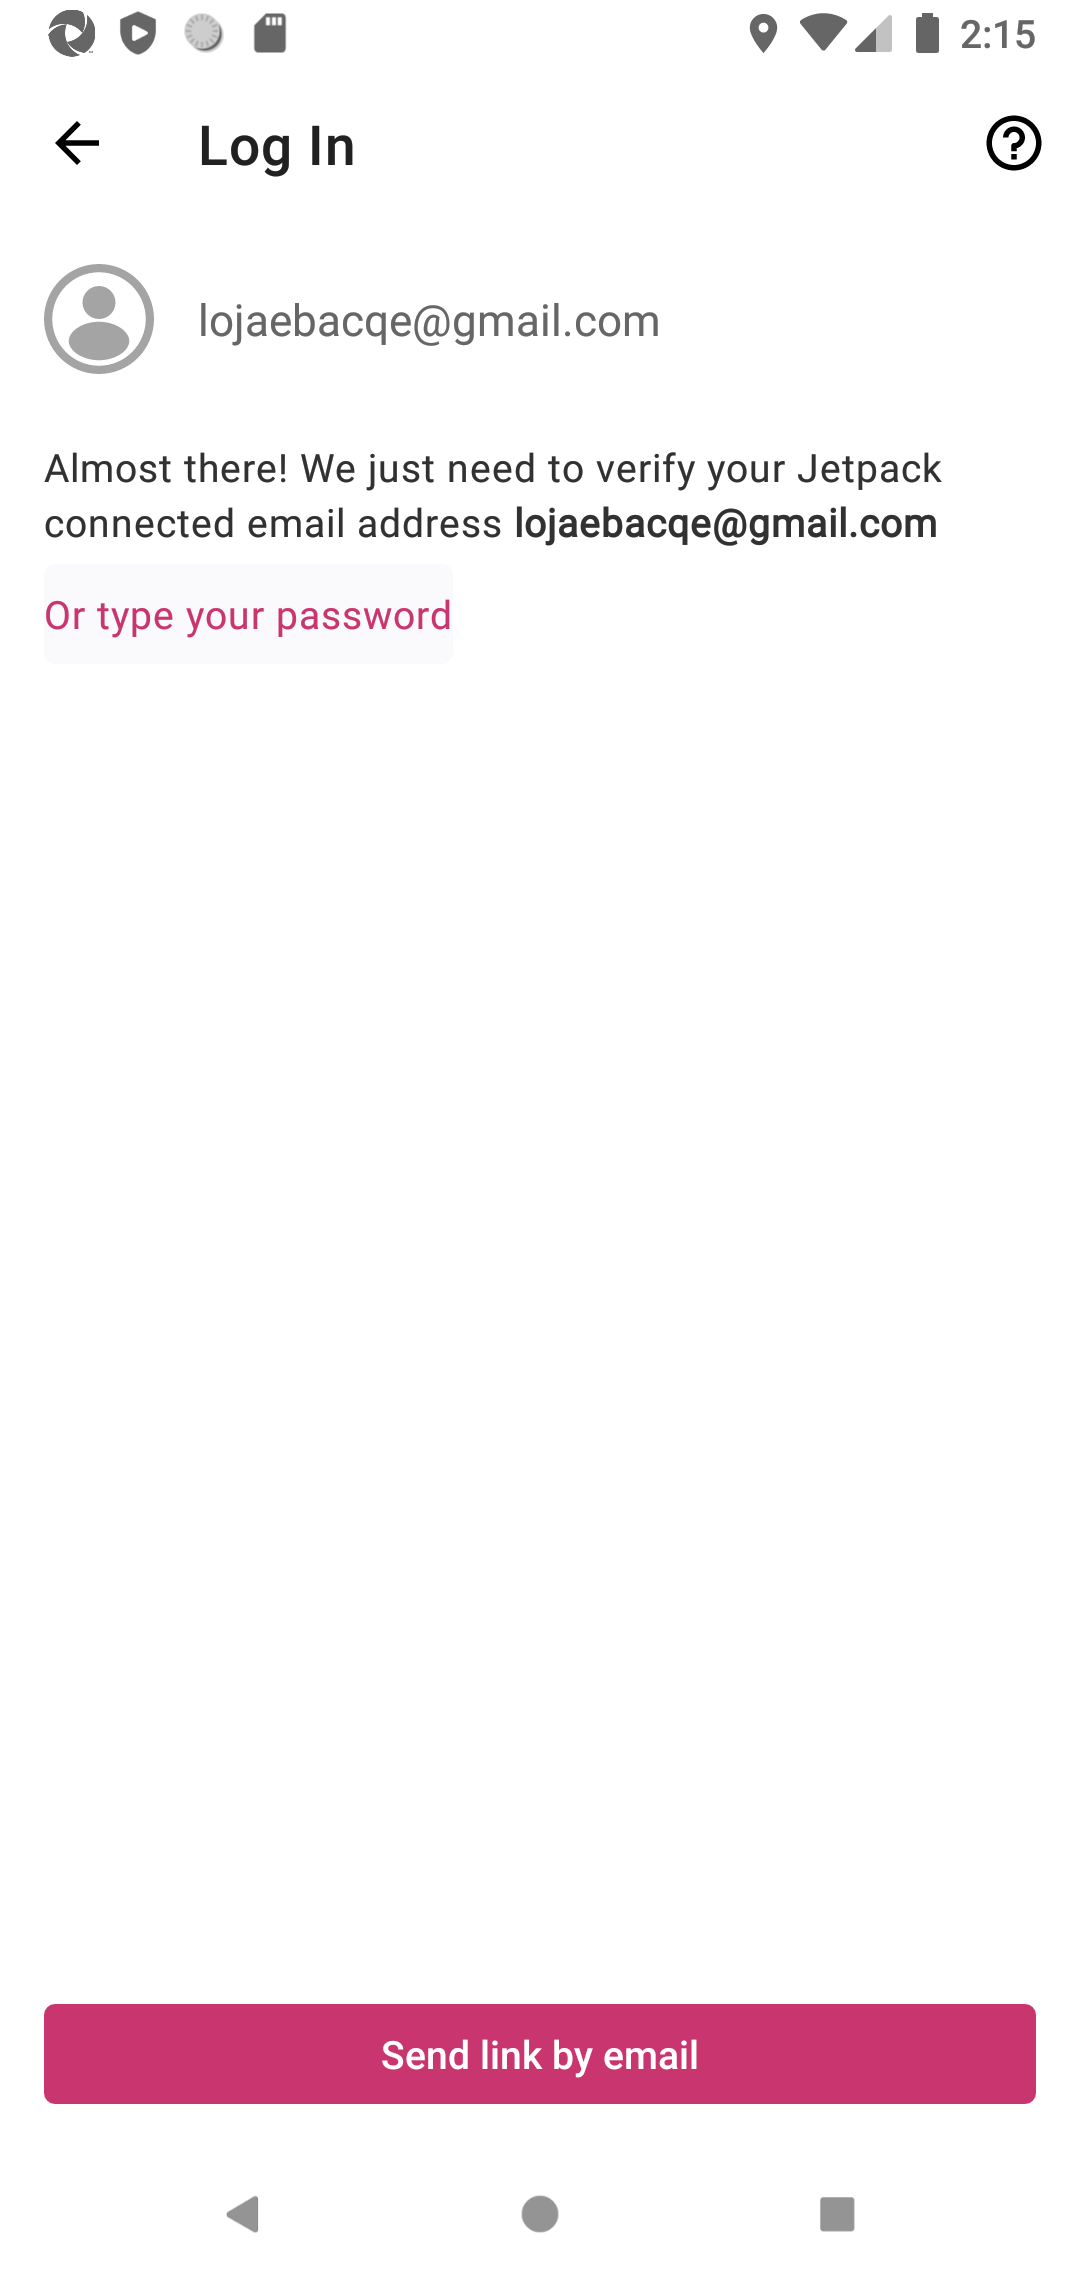 2:15
Log In
lojaebacqe@gmail.com
Almost there! We just need to verify your Jetpack
connected email address lojaebacqe@gmail.com
Or type your password
Send link by email